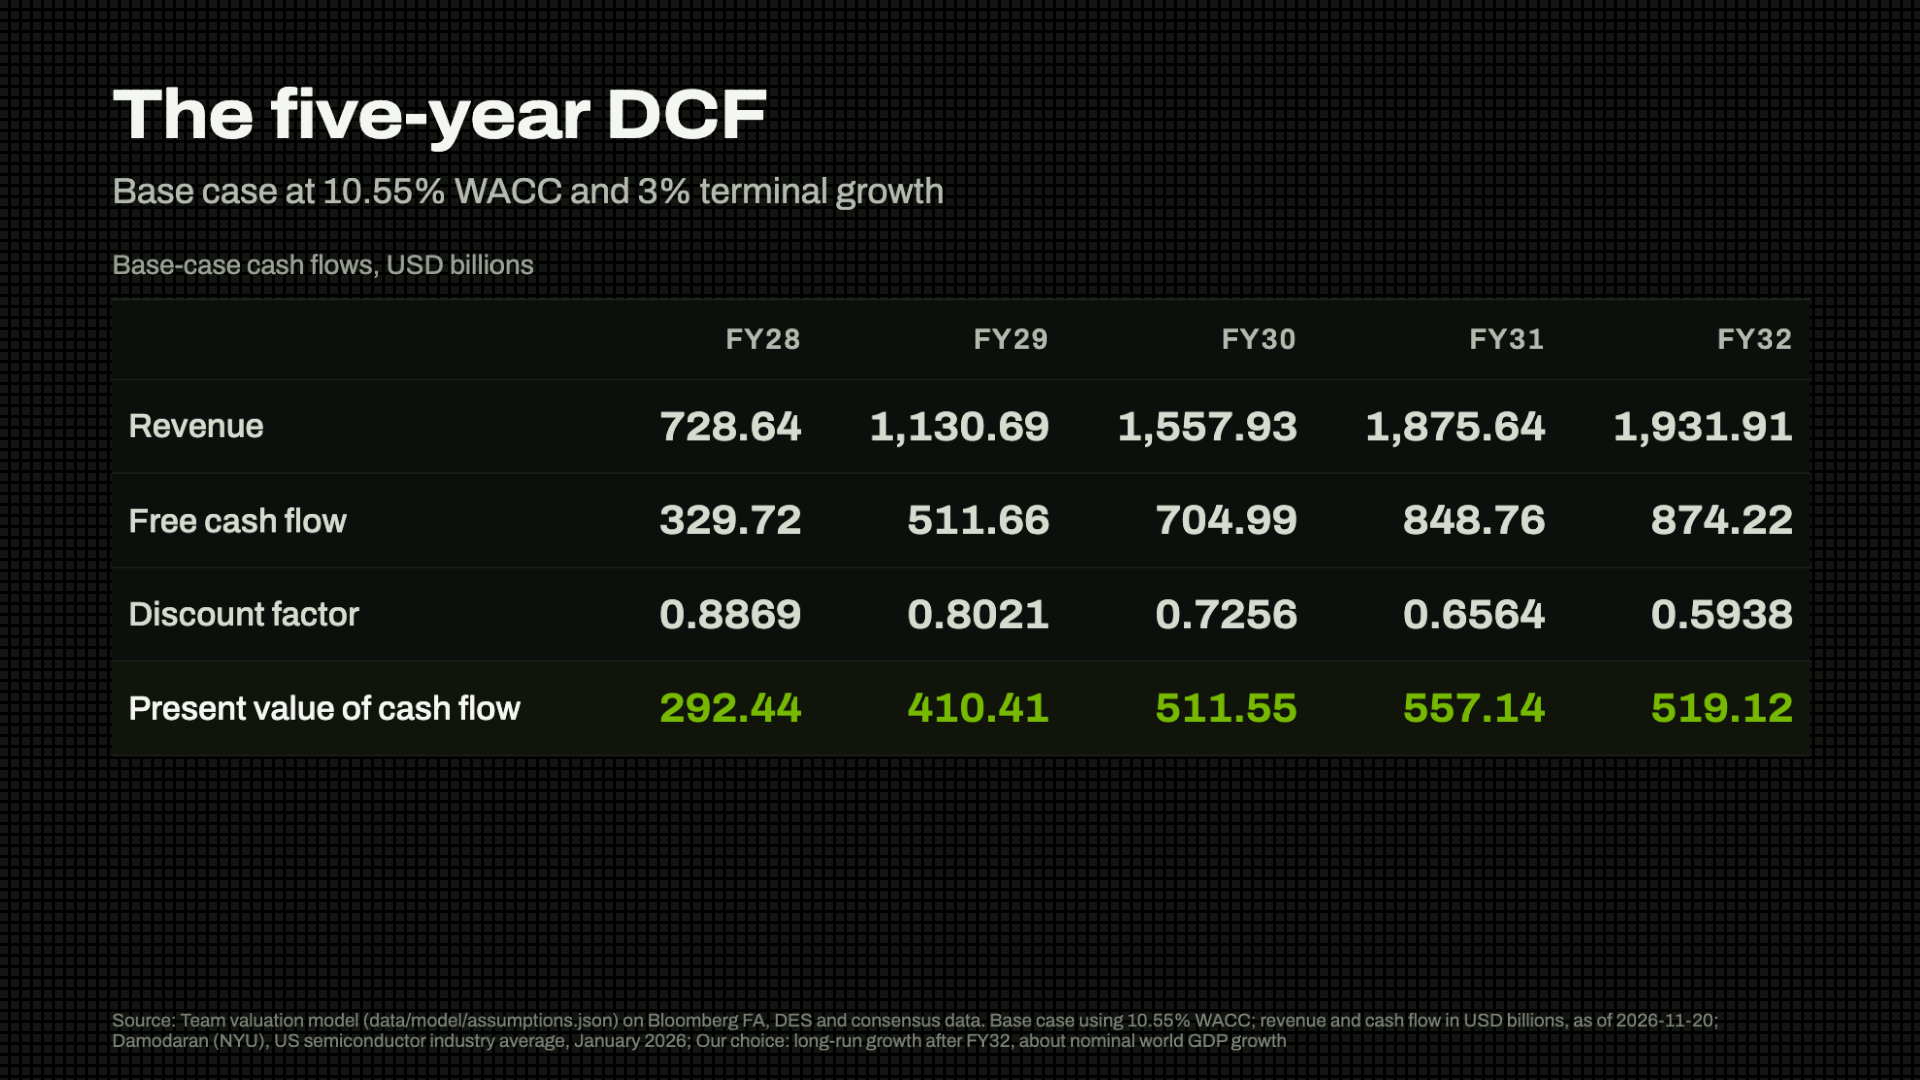 The five-year DCF
Base case at 10.55% WACC and 3% terminal growth
Base-case cash flows, USD billions
FY28 FY29 FY30 FY31 FY32
Revenue 728.64 1,130.69 1,557.93 1,875.64 1,931.91
Free cash flow 329.72 511.66 704.99 848.76 874.22
Discount factor 0.8869 0.8021 0.7256 0.6564 0.5938
Present value of cash flow 292.44 410.41 511.55 557.14 519.12
Source: Team valuation model (data/model/assumptions.json) on Bloomberg FA, DES and consensus data. Base case using 10.55% WACC; revenue and cash flow in USD billions, as of 2026-11-20;
Damodaran (NYU), US semiconductor industry average, January 2026; Our choice: long-run growth after FY32, about nominal world GDP growth